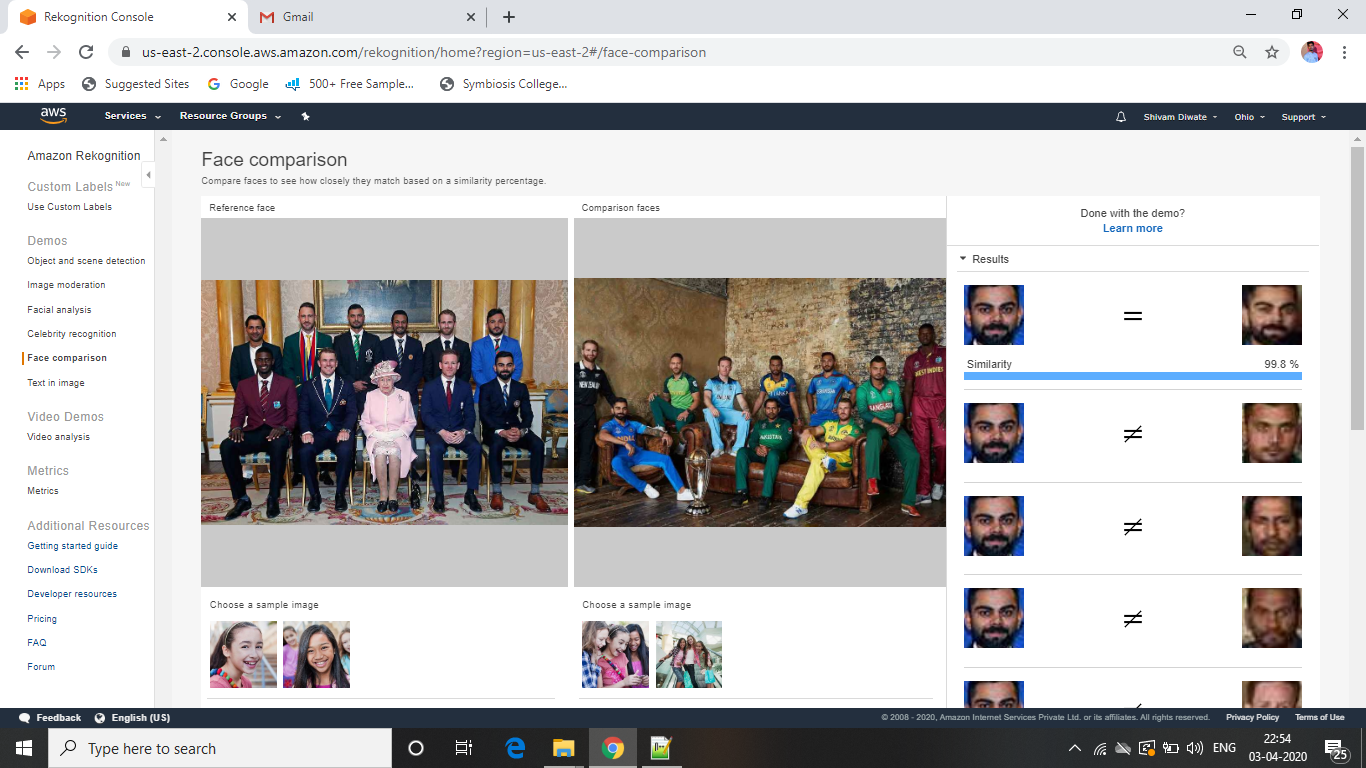 Rekognition Console
Gmail
us-east-2.console.aws.amazon.com/rekognition/home?region=us-east-2#/face-comparison
Apps
Suggested Sites
Google
500+ Free Sample...
Symbiosis College...
aws
Services
Resource Groups
Shivam Diwate
Ohio
Support
Amazon Rekognition
Custom Labels New
Use Custom Labels
Demos
Object and scene detection
Image moderation
Facial analysis
Celebrity recognition
Face comparison
Text in image
Video Demos
Video analysis
Metrics
Metrics
Additional Resources
Getting started guide
Download SDKs
Developer resources
Pricing
FAQ
Forum
Face comparison
Compare faces to see how closely they match based on a similarity percentage.
Reference face
Comparison faces
NEW ZEAL
INDIA
PAKISTAN
BANGLADESH
WEST INDIES
Choose a sample image
Choose a sample image
Done with the demo?
Learn more
Results
=
Similarity 99.8 %
≠
≠
≠
Feedback
English (US)
© 2008 - 2020, Amazon Internet Services Private Ltd. or its affiliates. All rights reserved.
Privacy Policy
Terms of Use
Type here to search
ENG
22:54
03-04-2020
25